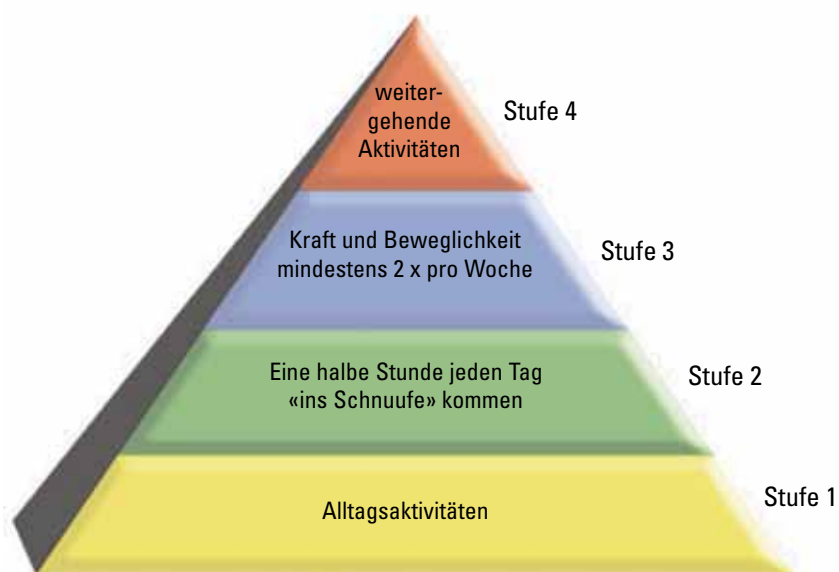 weiter-
gehende
Aktivitäten
Stufe 4
Kraft und Beweglichkeit
mindestens 2 x pro Woche
Stufe 3
Eine halbe Stunde jeden Tag
«ins Schnuufe» kommen
Stufe 2
Alltagsaktivitäten
Stufe 1